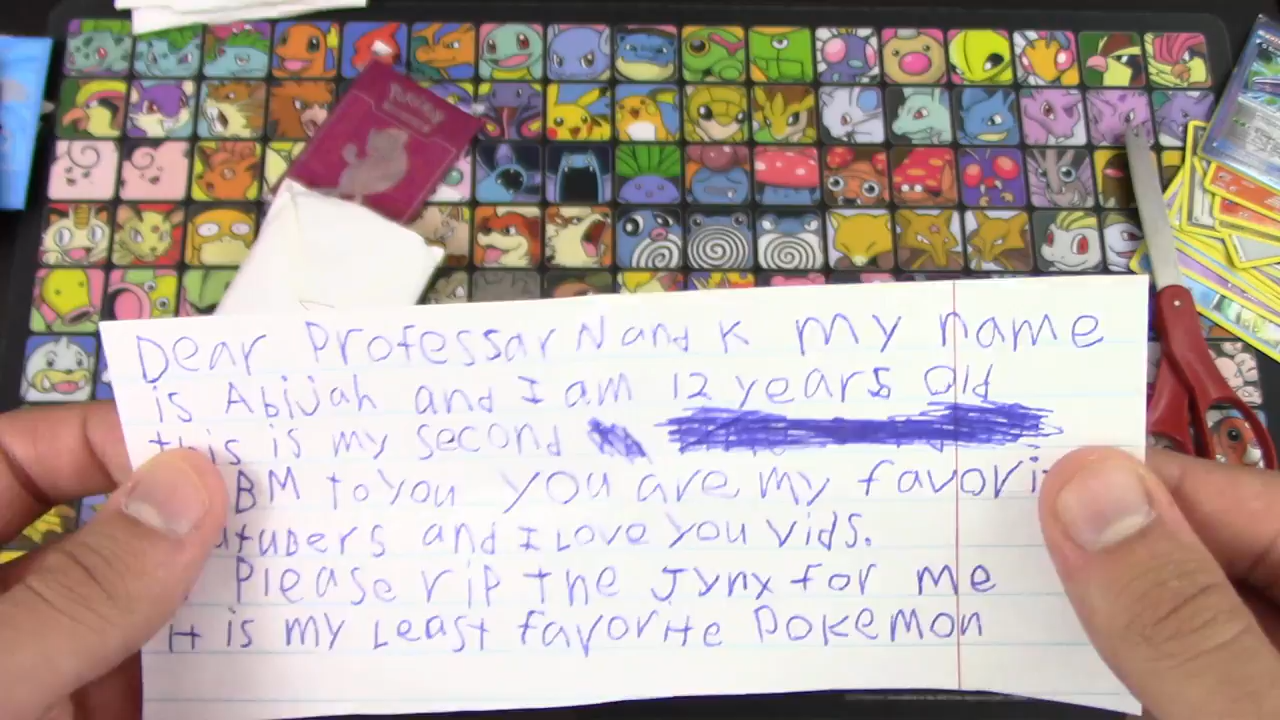 POKéMON
Dear Professar N and K my name
is Abijah and I am 12 years old
this is my second
BM to you you are my favori
utubers and I Love you vids.
Please rip the Jynx for me
it is my Least favorite Pokemon